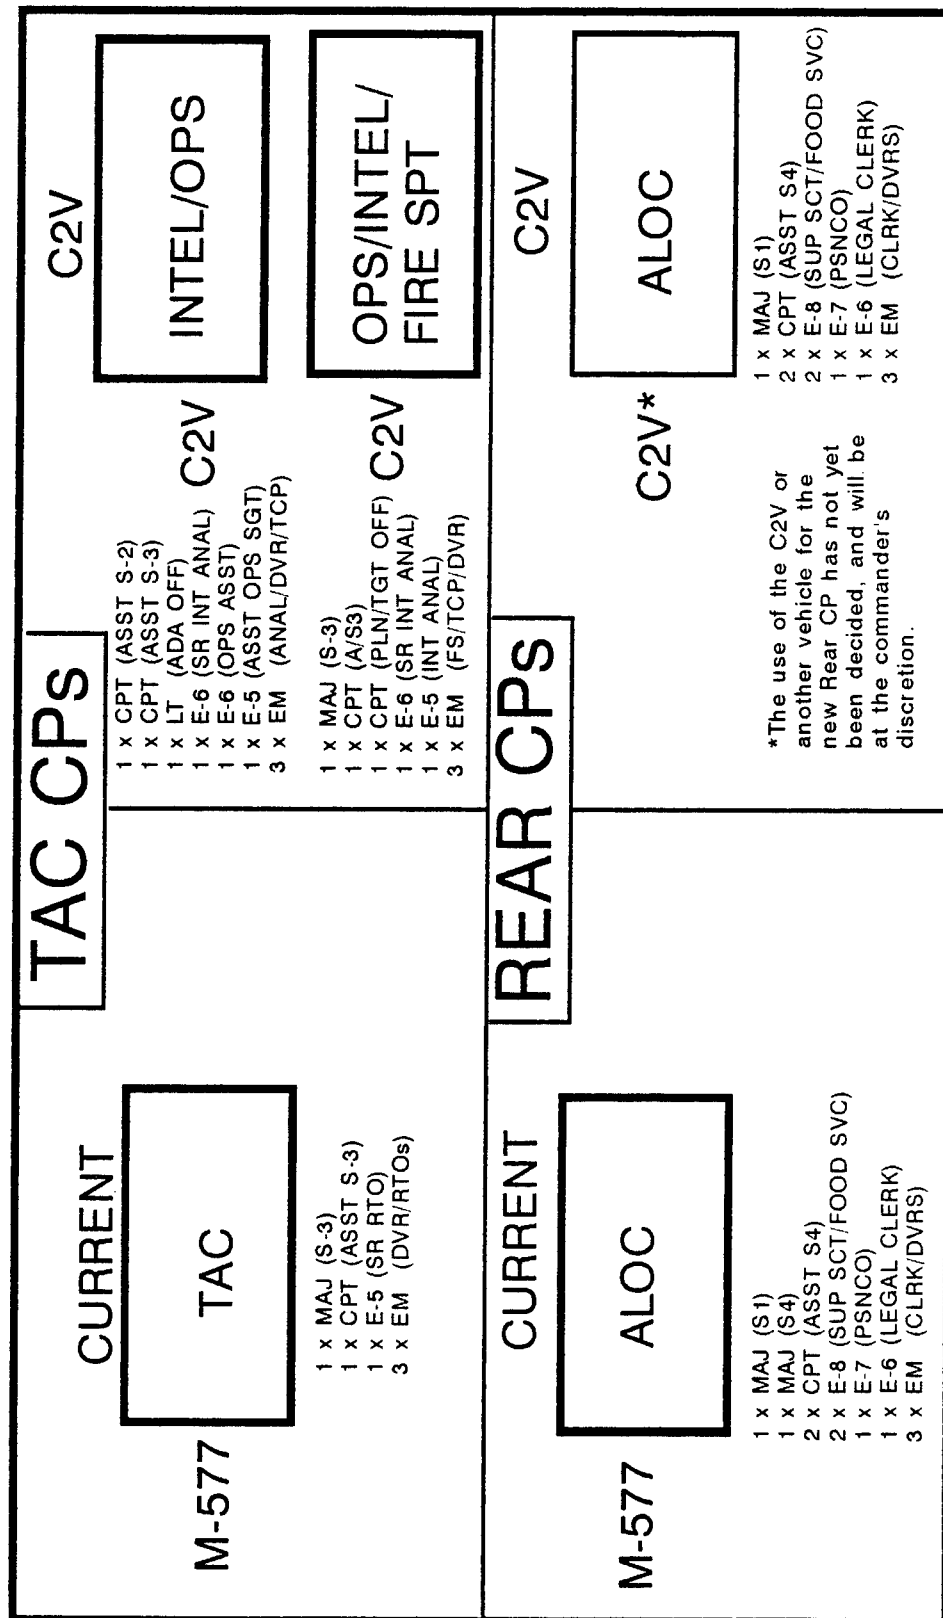 TAC CPs
CURRENT
M-577
TAC
1 x MAJ (S-3)
1 x CPT (ASST S-3)
1 x E-5 (SR RTO)
3 x EM (DVR/RTOs)
C2V
INTEL/OPS
1 x CPT (ASST S-2)
1 x CPT (ASST S-3)
1 x LT (ADA OFF)
1 x E-6 (SR INT ANAL)
1 x E-6 (OPS ASST)
1 x E-5 (ASST OPS SGT)
3 x EM (ANAL/DVR/TCP)
C2V
OPS/INTEL/
FIRE SPT
1 x MAJ (S-3)
1 x CPT (A/S3)
1 x CPT (PLN/TGT OFF)
1 x E-6 (SR INT ANAL)
1 x E-5 (INT ANAL)
3 x EM (FS/TCP/DVR)
C2V
REAR CPs
CURRENT
M-577
ALOC
1 x MAJ (S1)
1 x MAJ (S4)
2 x CPT (ASST S4)
2 x E-8 (SUP SCT/FOOD SVC)
1 x E-7 (PSNCO)
1 x E-6 (LEGAL CLERK)
3 x EM (CLRK/DVRS)
C2V
C2V*
ALOC
1 x MAJ (S1)
2 x CPT (ASST S4)
2 x E-8 (SUP SCT/FOOD SVC)
1 x E-7 (PSNCO)
1 x E-6 (LEGAL CLERK)
3 x EM (CLRK/DVRS)
*The use of the C2V or
another vehicle for the
new Rear CP has not yet
been decided, and will be
at the commander's
discretion.